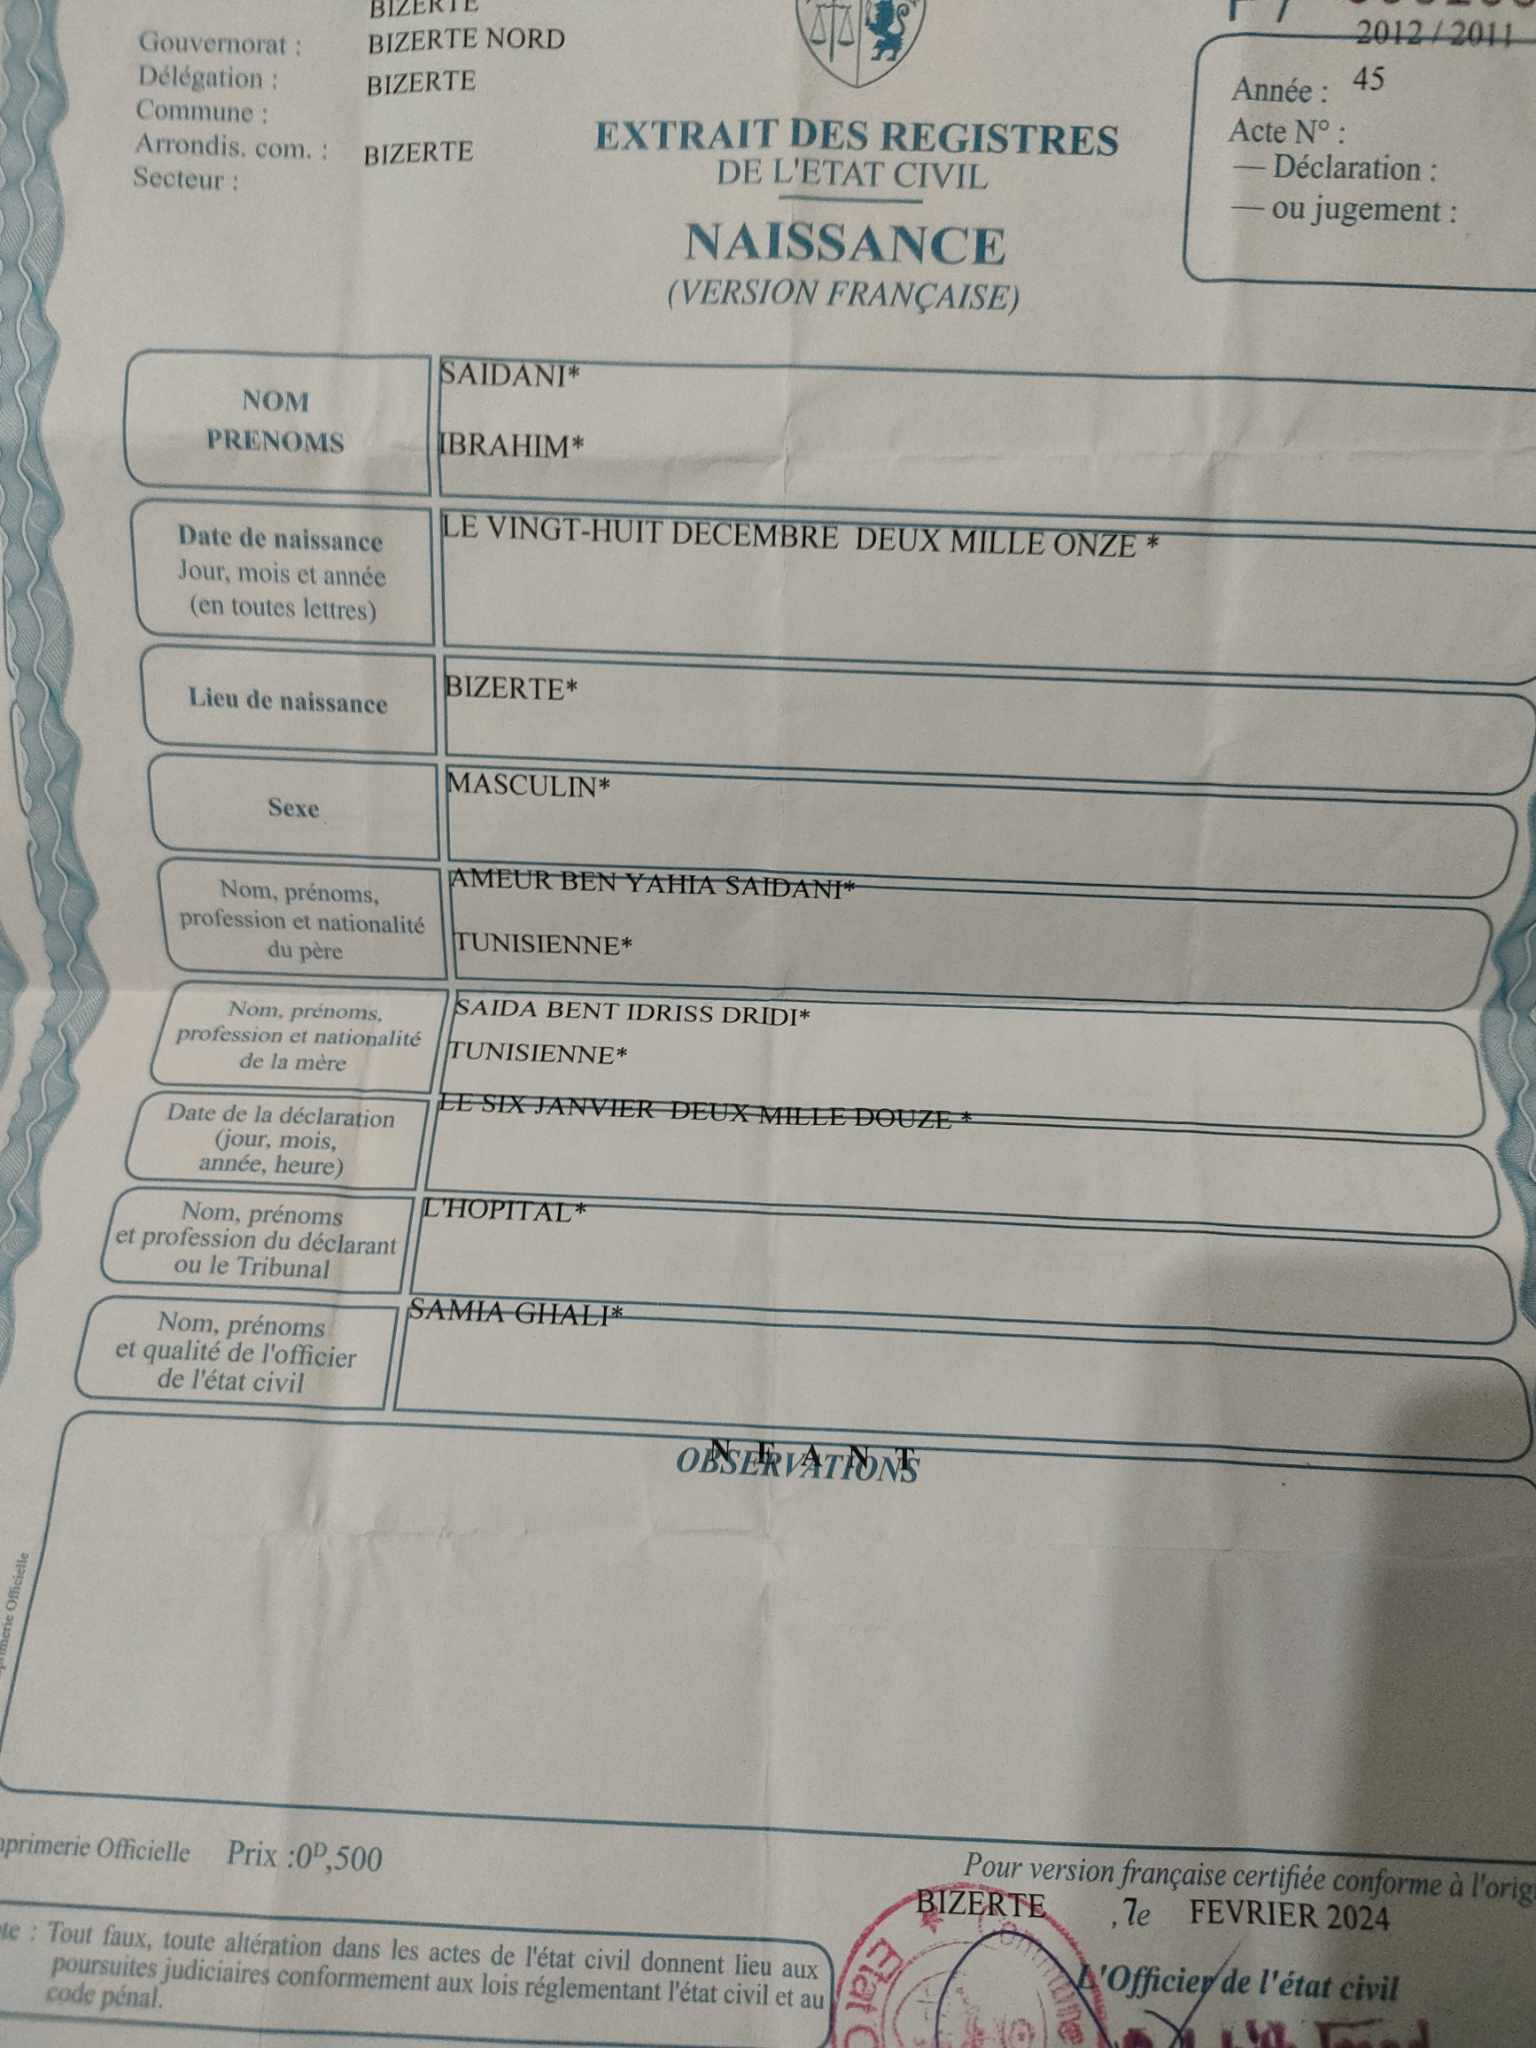 BIZERTE
Gouvernorat : BIZERTE NORD
Délégation : BIZERTE
Commune :
Arrondis. com. : BIZERTE
Secteur :
2012 / 2011
Année : 45
Acte N° :
— Déclaration :
— ou jugement :
EXTRAIT DES REGISTRES
DE L'ETAT CIVIL
NAISSANCE
(VERSION FRANÇAISE)
NOM
PRENOMS
SAIDANI*
IBRAHIM*
Date de naissance
Jour, mois et année
(en toutes lettres)
LE VINGT-HUIT DECEMBRE DEUX MILLE ONZE *
Lieu de naissance
BIZERTE*
Sexe
MASCULIN*
Nom, prénoms,
profession et nationalité
du père
AMEUR BEN YAHIA SAIDANI*
TUNISIENNE*
Nom, prénoms,
profession et nationalité
de la mère
SAIDA BENT IDRISS DRIDI*
TUNISIENNE*
Date de la déclaration
(jour, mois,
année, heure)
LE SIX JANVIER DEUX MILLE DOUZE *
Nom, prénoms
et profession du déclarant
ou le Tribunal
L'HOPITAL*
Nom, prénoms
et qualité de l'officier
de l'état civil
SAMIA GHALI*
N E A N T
OBSERVATIONS
Officielle
Imprimerie Officielle Prix :0ᴰ,500
Pour version française certifiée conforme à
BIZERTE ,7e FEVRIER 2024
L'Officier de l'état civil
Tout faux, toute altération dans les actes de l'état civil donnent lieu aux
poursuites judiciaires conformement aux lois réglementant l'état civil et au
code pénal.
Commune
Etat